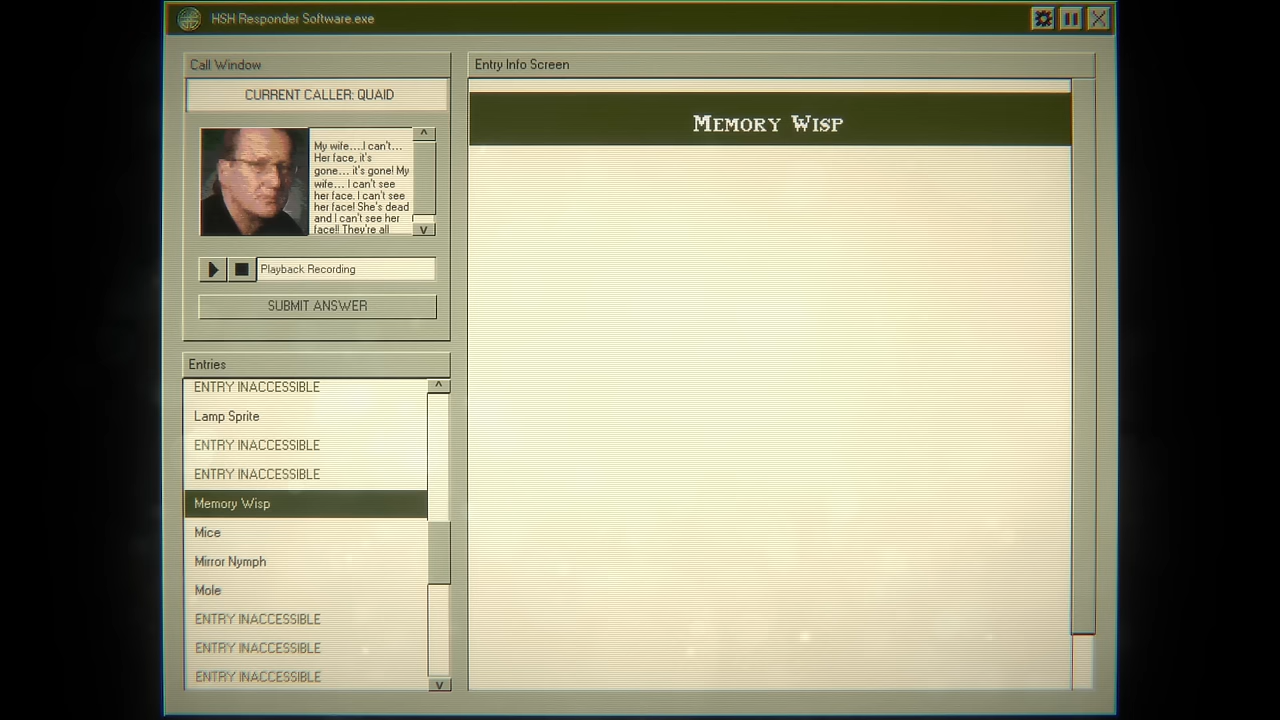 HSH Responder Software.exe
Call Window
CURRENT CALLER: QUAID
My wife....I can't...
Her face, it's
gone... it's gone! My
wife... I can't see
her face. I can't see
her face! She's dead
and I can't see her
face!! They're all
Playback Recording
SUBMIT ANSWER
Entries
ENTRY INACCESSIBLE
Lamp Sprite
ENTRY INACCESSIBLE
ENTRY INACCESSIBLE
Memory Wisp
Mice
Mirror Nymph
Mole
ENTRY INACCESSIBLE
ENTRY INACCESSIBLE
ENTRY INACCESSIBLE
Entry Info Screen
Memory Wisp